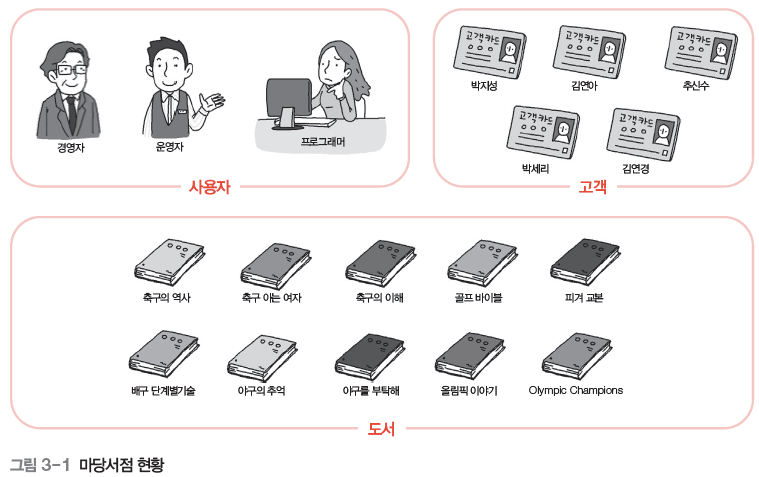 경영자
운영자
프로그래머
사용자
고객카드
박지성
고객카드
김연아
고객카드
추신수
고객카드
박세리
고객카드
김연경
고객
축구의 역사
축구 아는 여자
축구의 이해
골프 바이블
피겨 교본
배구 단계별기술
야구의 추억
야구를 부탁해
올림픽 이야기
Olympic Champions
도서
그림 3-1 마당서점 현황